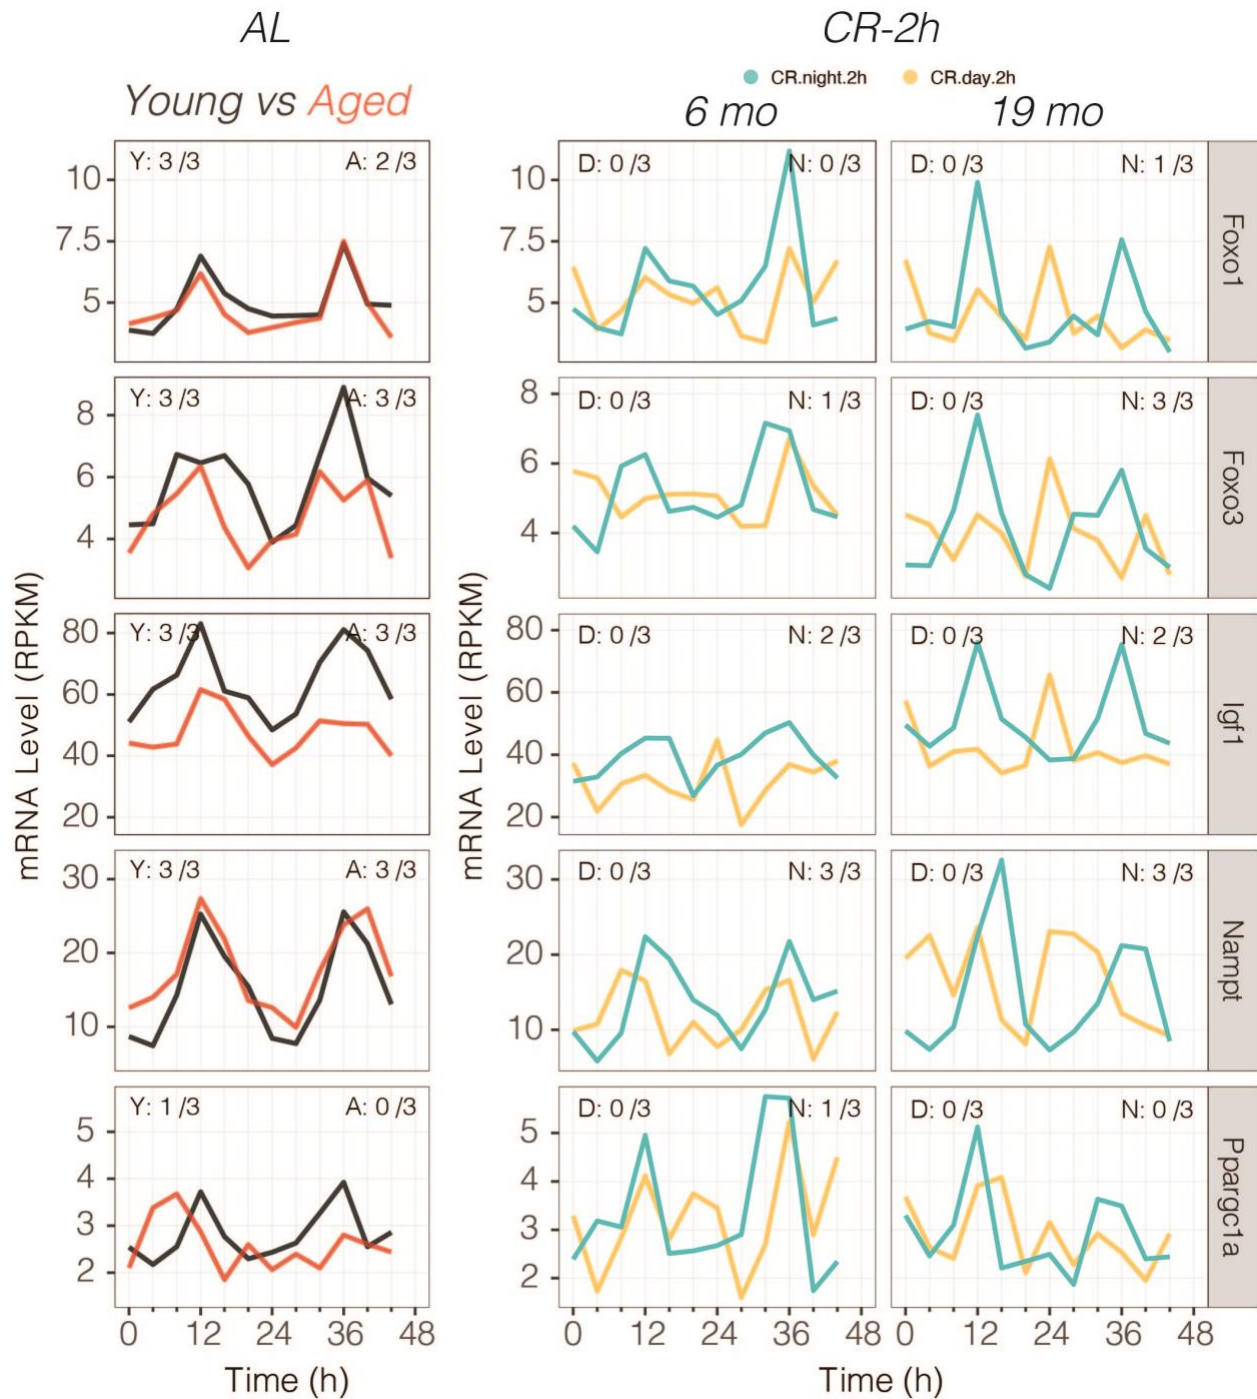 AL
CR-2h
CR.night.2h CR.day.2h
Young vs Aged
6 mo
19 mo
Y: 3 /3 A: 2 /3
D: 0 /3 N: 0 /3
D: 0 /3 N: 1 /3
10
7.5
5
10
7.5
5
Foxo1
Y: 3 /3 A: 3 /3
D: 0 /3 N: 1 /3
D: 0 /3 N: 3 /3
8
6
4
8
6
4
Foxo3
Y: 3 /3 A: 3 /3
D: 0 /3 N: 2 /3
D: 0 /3 N: 2 /3
80
60
40
20
80
60
40
20
Igf1
Y: 3 /3 A: 3 /3
D: 0 /3 N: 3 /3
D: 0 /3 N: 3 /3
30
20
10
30
20
10
Nampt
Y: 1 /3 A: 0 /3
D: 0 /3 N: 1 /3
D: 0 /3 N: 0 /3
5
4
3
2
5
4
3
2
Ppargc1a
mRNA Level (RPKM)
mRNA Level (RPKM)
0 12 24 36 48
0 12 24 36 48
0 12 24 36 48
Time (h)
Time (h)